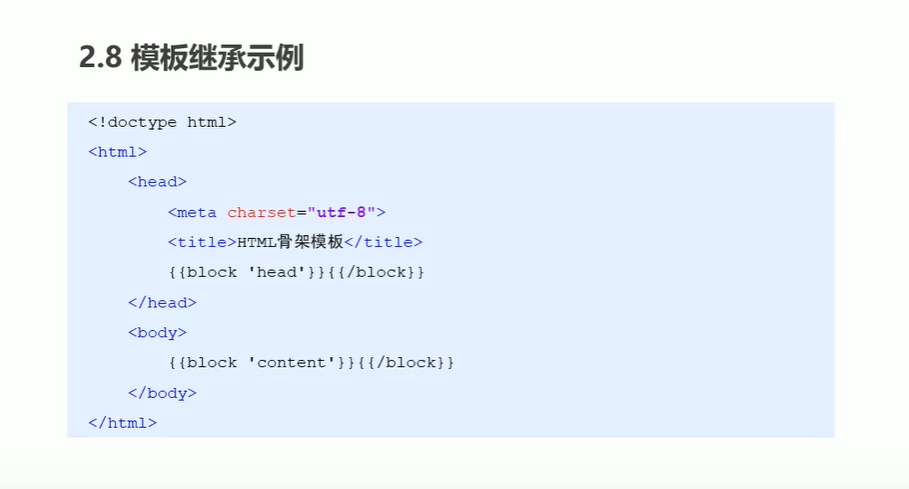 2.8 模板继承示例
<!doctype html>
<html>
<head>
<meta charset="utf-8">
<title>HTML骨架模板</title>
{{block 'head'}}{{/block}}
</head>
<body>
{{block 'content'}}{{/block}}
</body>
</html>